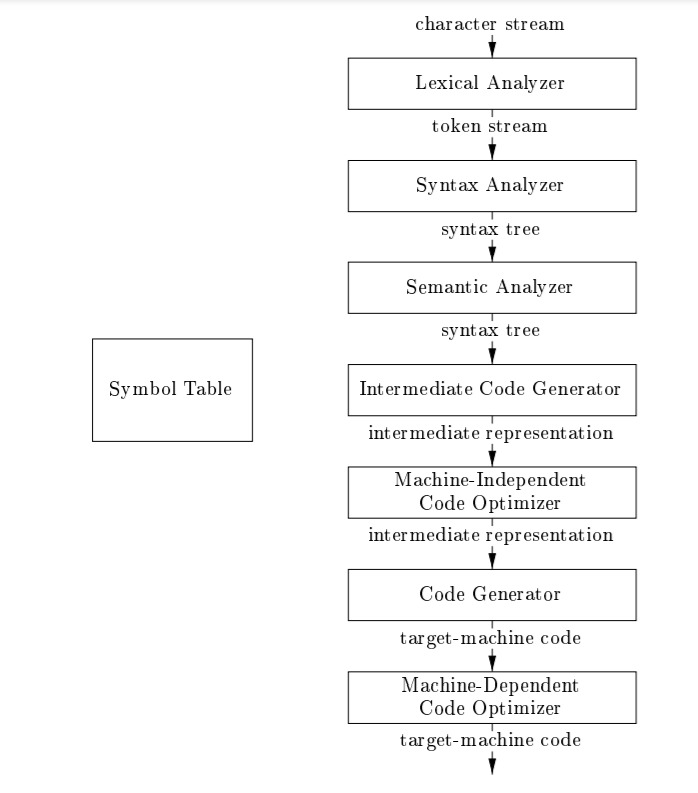 character stream
Lexical Analyzer
token stream
Syntax Analyzer
syntax tree
Semantic Analyzer
syntax tree
Symbol Table
Intermediate Code Generator
intermediate representation
Machine-Independent
Code Optimizer
intermediate representation
Code Generator
target-machine code
Machine-Dependent
Code Optimizer
target-machine code